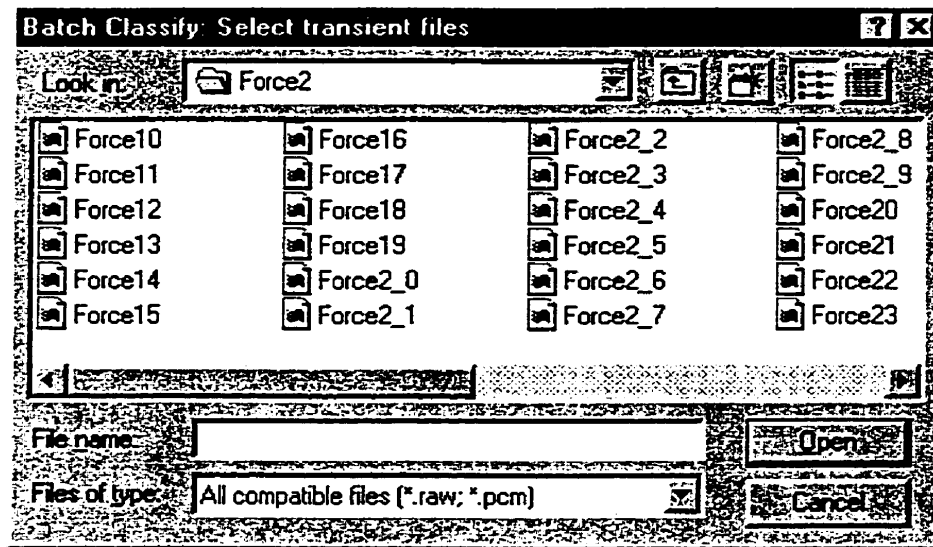 Batch Classify: Select transient files
Look in: Force2
Force10 Force16 Force2_2 Force2_8
Force11 Force17 Force2_3 Force2_9
Force12 Force18 Force2_4 Force20
Force13 Force19 Force2_5 Force21
Force14 Force2_0 Force2_6 Force22
Force15 Force2_1 Force2_7 Force23
File name: Open
Files of type: All compatible files (*.raw; *.pcm) Cancel